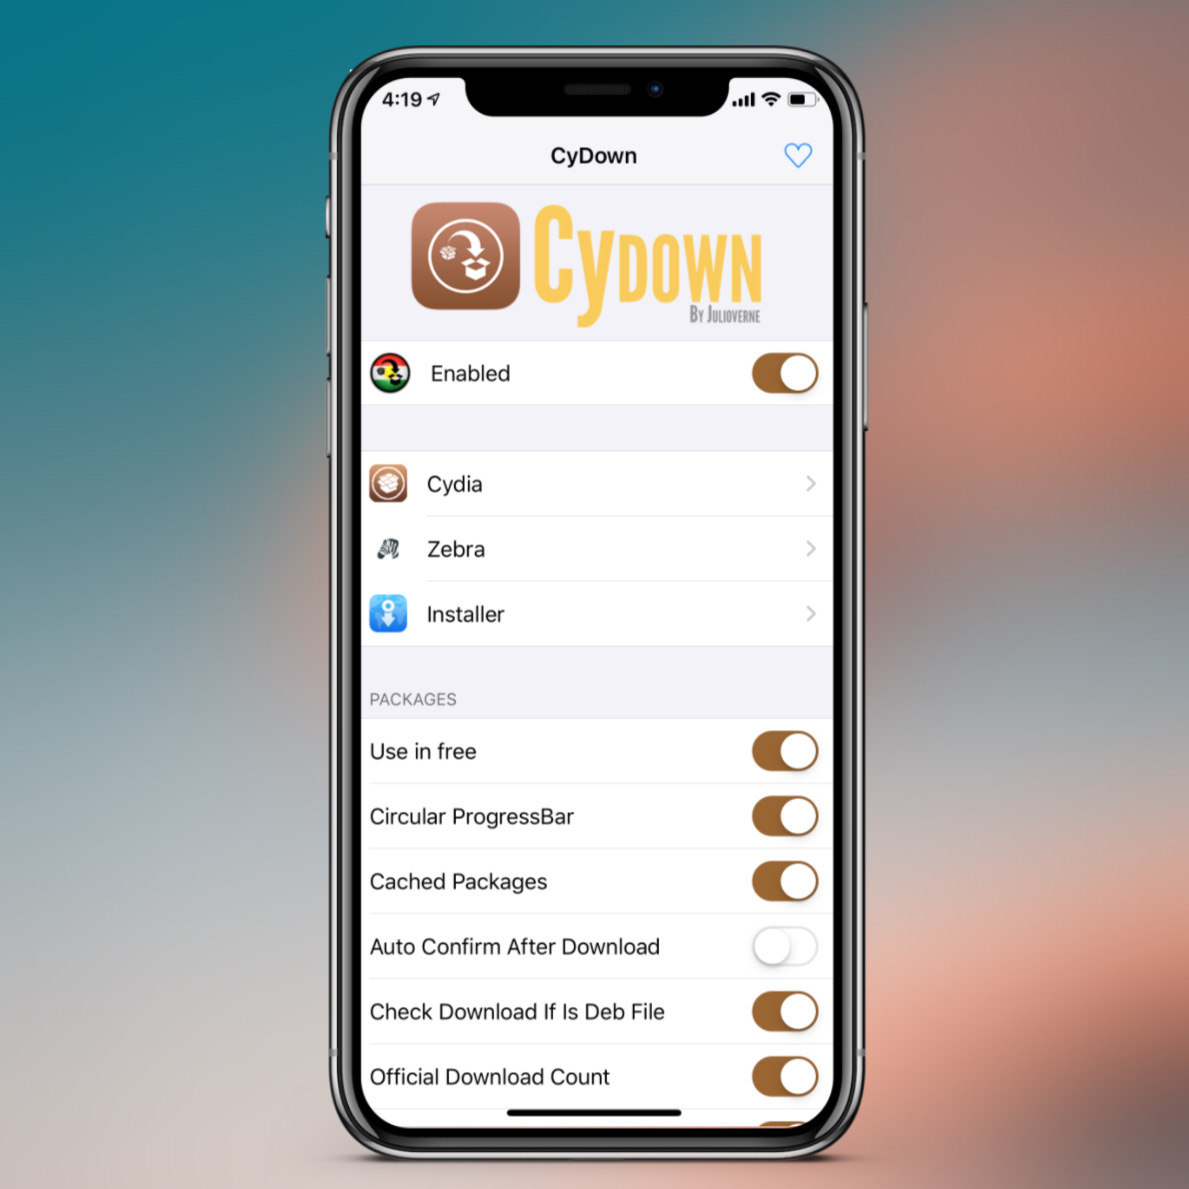 4:19
CyDown
Cydown
By Julioverne
Enabled
Cydia
Zebra
Installer
PACKAGES
Use in free
Circular ProgressBar
Cached Packages
Auto Confirm After Download
Check Download If Is Deb File
Official Download Count